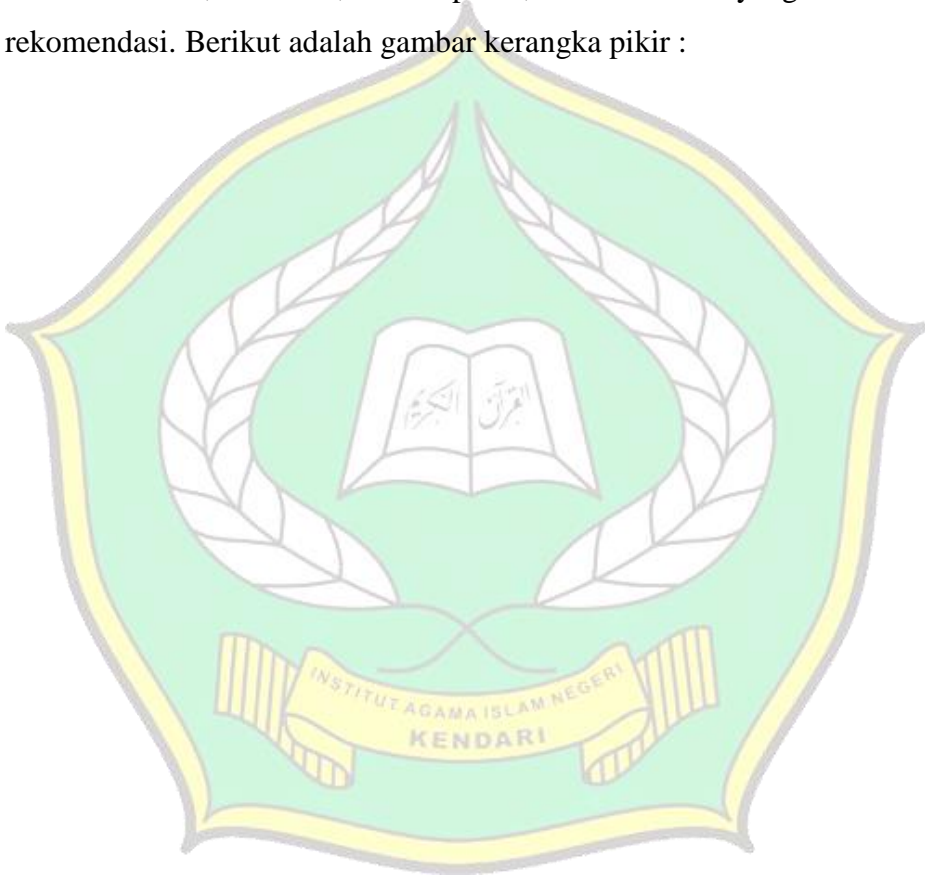 rekomendasi. Berikut adalah gambar kerangka pikir :
القرآن الكريم
INSTITUT AGAMA ISLAM NEGERI
KENDARI